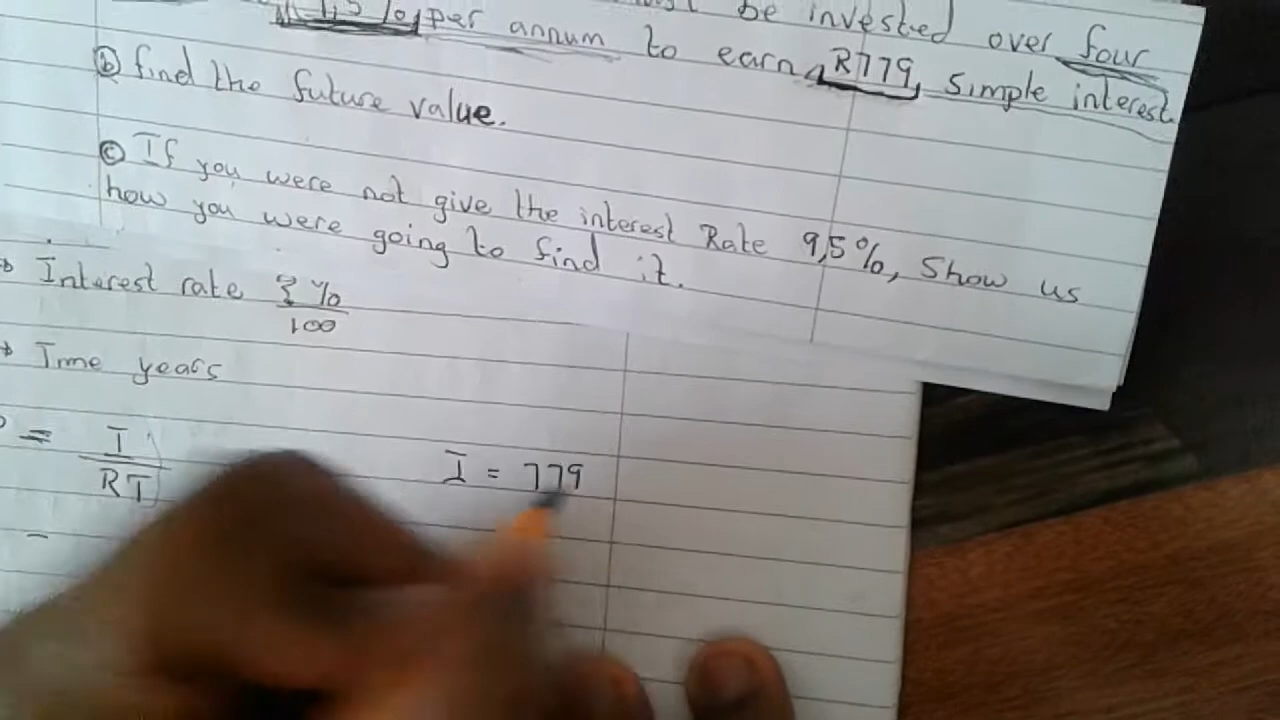 be invested over four
per annum to earn R779, simple interest.
b find the future value.
c If you were not give the interest Rate 9,5%, Show us
how you were going to find it.
Interest rate %
100
Time years
= I
RT
I = 779